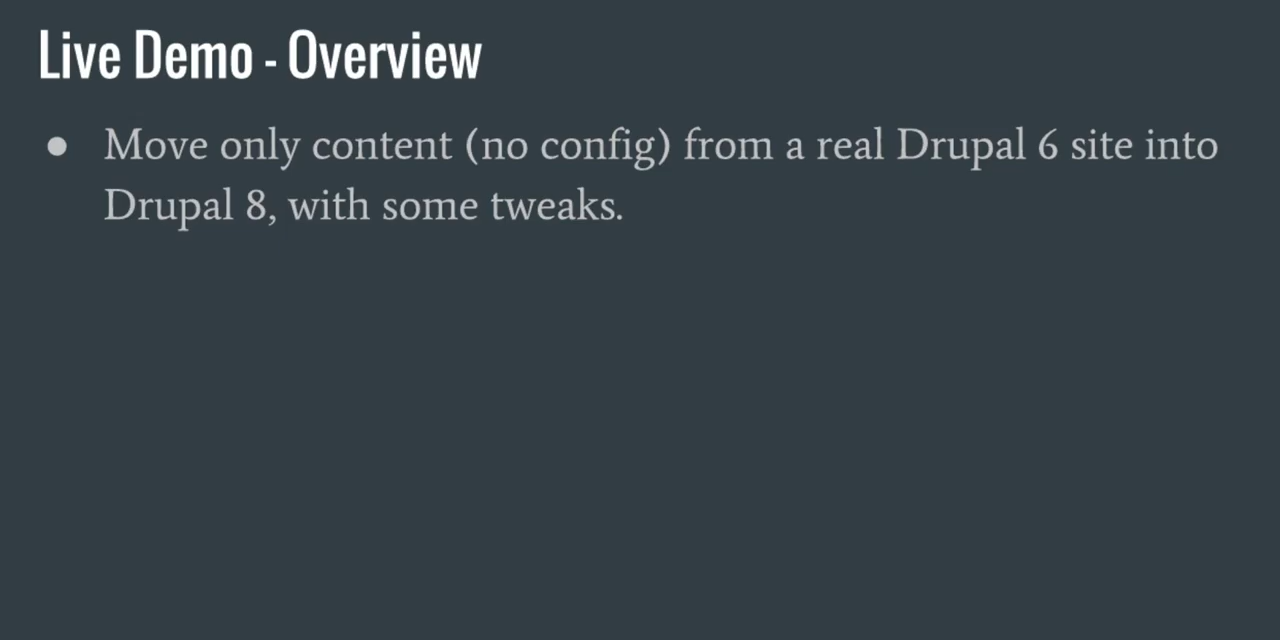 Live Demo - Overview
● Move only content (no config) from a real Drupal 6 site into
Drupal 8, with some tweaks.